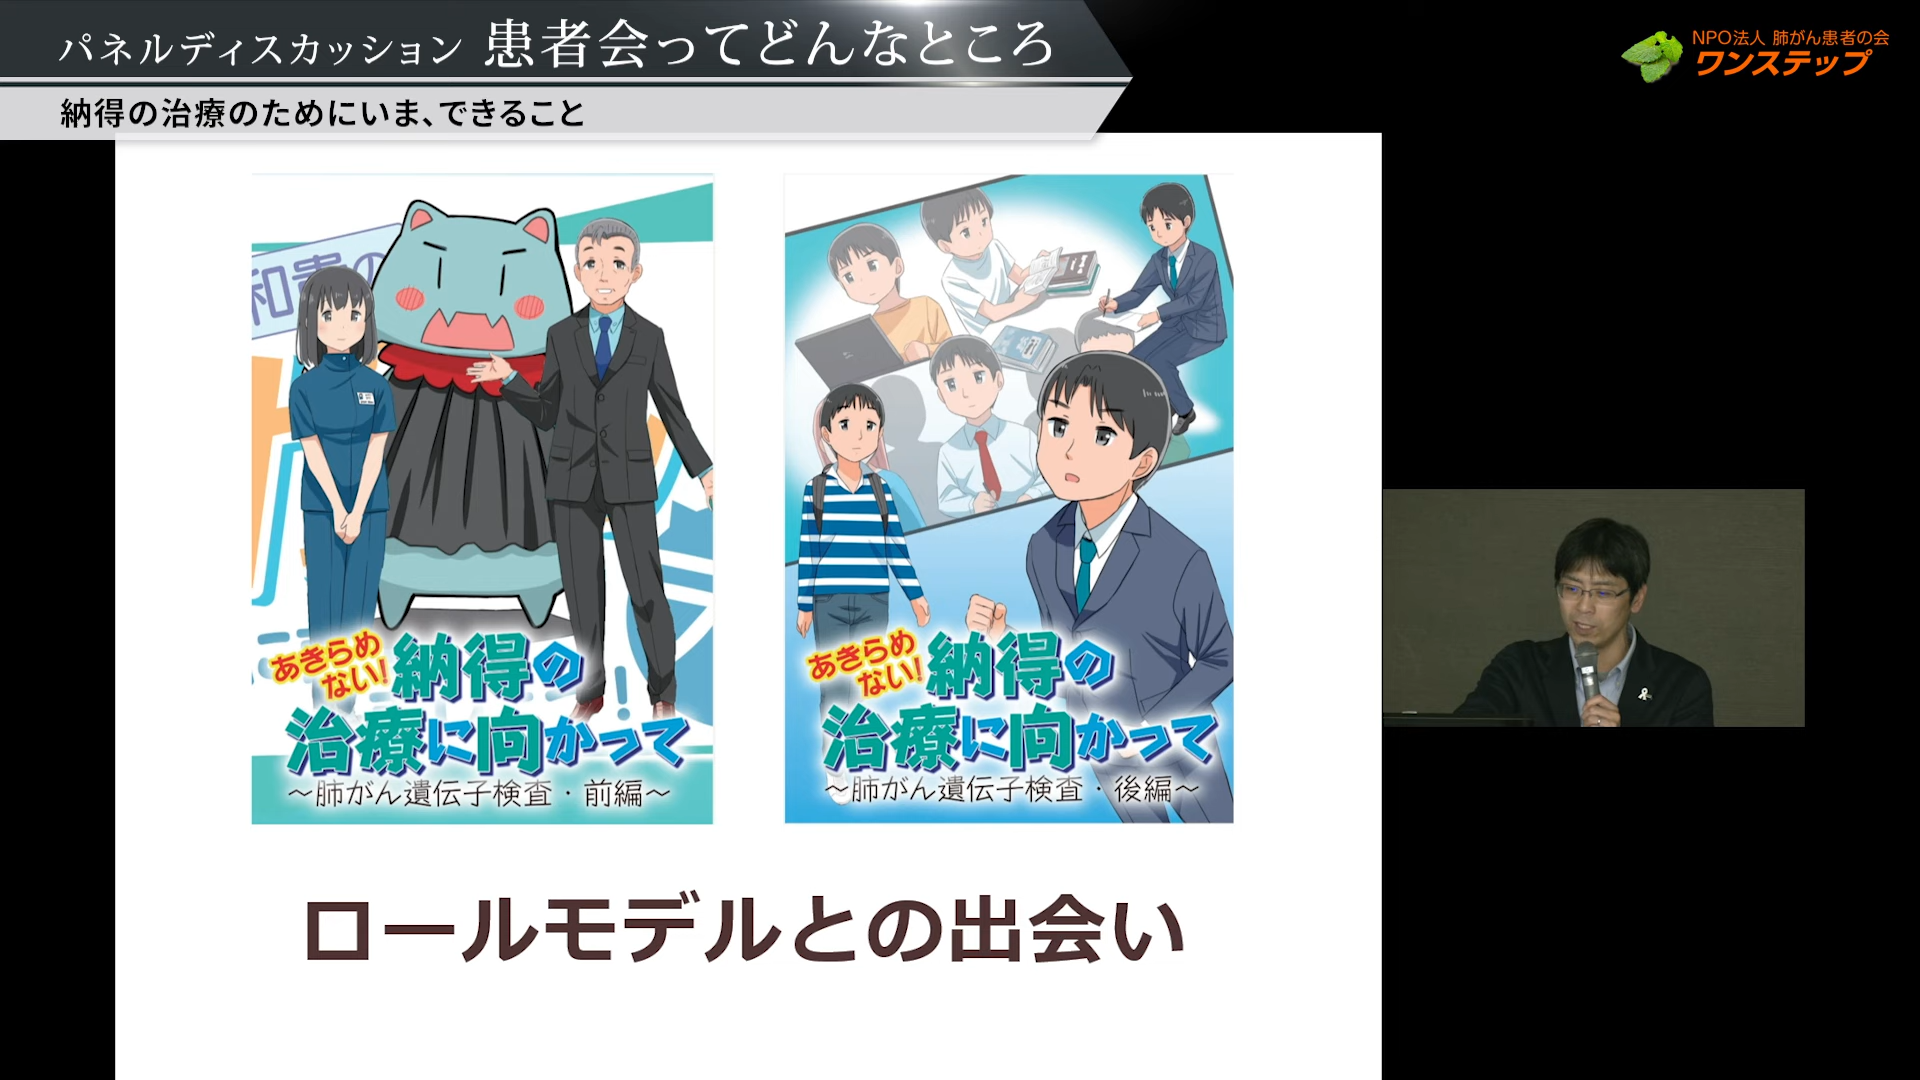 パネルディスカッション 患者会ってどんなところ
納得の治療のためにいま、できること
NPO法人 肺がん患者の会
ワンステップ
和貴の
あきらめ
ない!
納得の
治療に向かって
~肺がん遺伝子検査・前編~
あきらめ
ない!
納得の
治療に向かって
~肺がん遺伝子検査・後編~
ロールモデルとの出会い